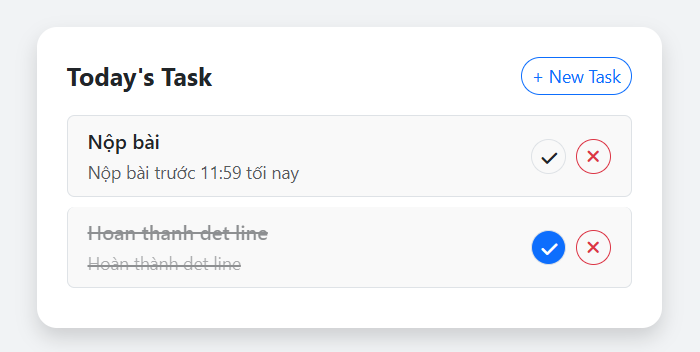 Today's Task
+ New Task
Nộp bài
Nộp bài trước 11:59 tối nay
Hoan thanh det line
Hoàn thành det line